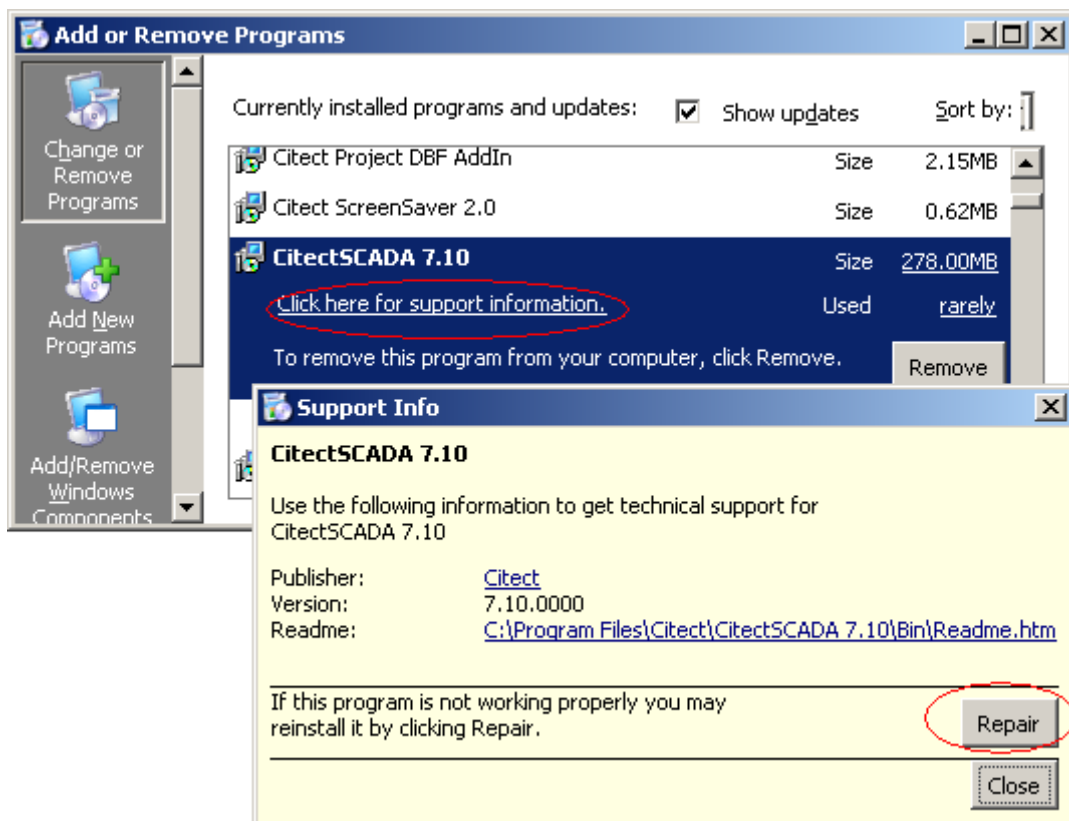 Add or Remove Programs
Change or
Remove
Programs
Add New
Programs
Add/Remove
Windows
Components
Currently installed programs and updates:
Show updates
Sort by:
Citect Project DBF AddIn Size 2.15MB
Citect ScreenSaver 2.0 Size 0.62MB
CitectSCADA 7.10 Size 278.00MB
Click here for support information. Used rarely
To remove this program from your computer, click Remove. Remove
Support Info
CitectSCADA 7.10
Use the following information to get technical support for
CitectSCADA 7.10
Publisher: Citect
Version: 7.10.0000
Readme: C:\Program Files\Citect\CitectSCADA 7.10\Bin\Readme.htm
If this program is not working properly you may
reinstall it by clicking Repair.
Repair
Close